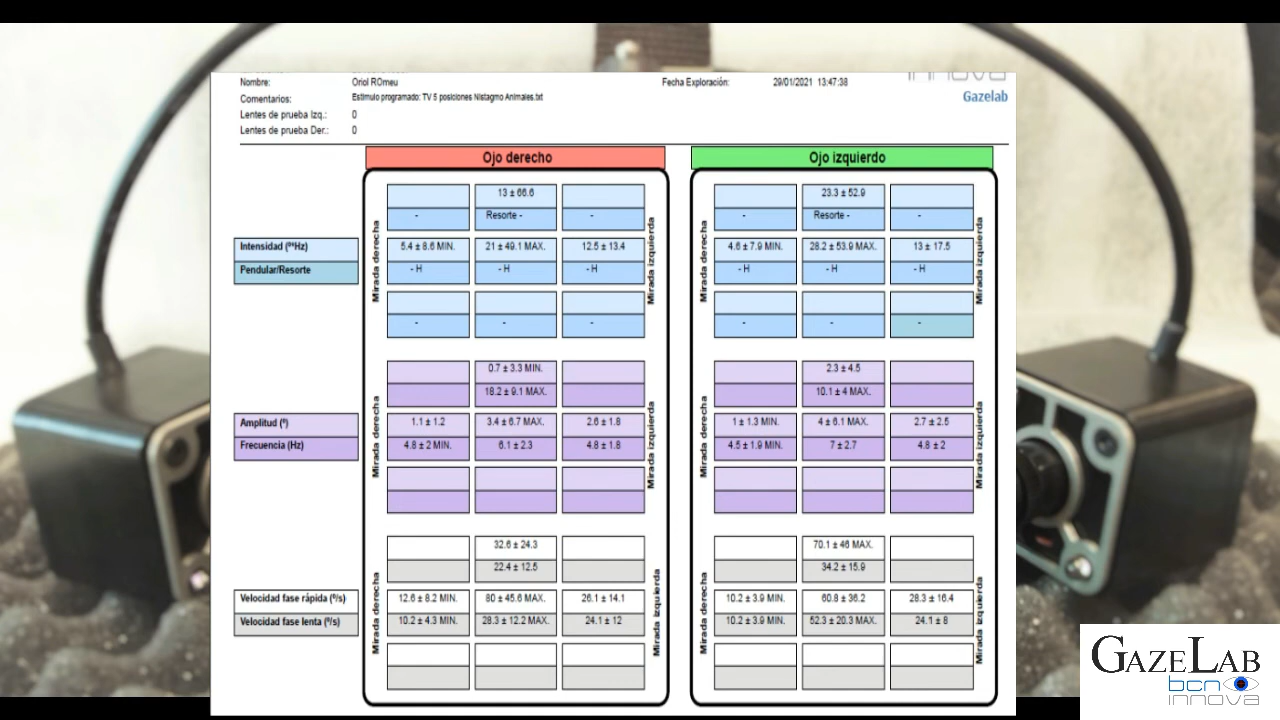 Nombre: Oriol ROmeu Fecha Exploración: 29/01/2021 13:47:38
Comentarios: Estímulo programado: TV 5 posiciones Nistagmo Animales.txt Gazelab
Lentes de prueba Izq.: 0
Lentes de prueba Der.: 0
Ojo derecho Ojo izquierdo
13 ± 66.6 23.3 ± 52.9
- Resorte - - - Resorte - -
Mirada derecha Mirada izquierda Mirada derecha Mirada izquierda
Intensidad (º*Hz) 5.4 ± 8.6 MIN. 21 ± 49.1 MAX. 12.5 ± 13.4 4.6 ± 7.9 MIN. 28.2 ± 53.9 MAX. 13 ± 17.5
Pendular/Resorte - H - H - H - H - H - H
- - - - - -
0.7 ± 3.3 MIN. 2.3 ± 4.5
18.2 ± 9.1 MAX. 10.1 ± 4 MAX.
Mirada derecha Mirada izquierda Mirada derecha Mirada izquierda
Amplitud (º) 1.1 ± 1.2 3.4 ± 6.7 MAX. 2.6 ± 1.8 1 ± 1.3 MIN. 4 ± 6.1 MAX. 2.7 ± 2.5
Frecuencia (Hz) 4.8 ± 2 MIN. 6.1 ± 2.3 4.8 ± 1.8 4.5 ± 1.9 MIN. 7 ± 2.7 4.8 ± 2
32.6 ± 24.3 70.1 ± 46 MAX.
22.4 ± 12.5 34.2 ± 15.9
Mirada derecha Mirada izquierda Mirada derecha Mirada izquierda
Velocidad fase rápida (º/s) 12.6 ± 8.2 MIN. 80 ± 45.6 MAX. 26.1 ± 14.1 10.2 ± 3.9 MIN. 60.8 ± 36.2 28.3 ± 16.4
Velocidad fase lenta (º/s) 10.2 ± 4.3 MIN. 28.3 ± 12.2 MAX. 24.1 ± 12 10.2 ± 3.9 MIN. 52.3 ± 20.3 MAX. 24.1 ± 8
GAZELAB
bcn
innova